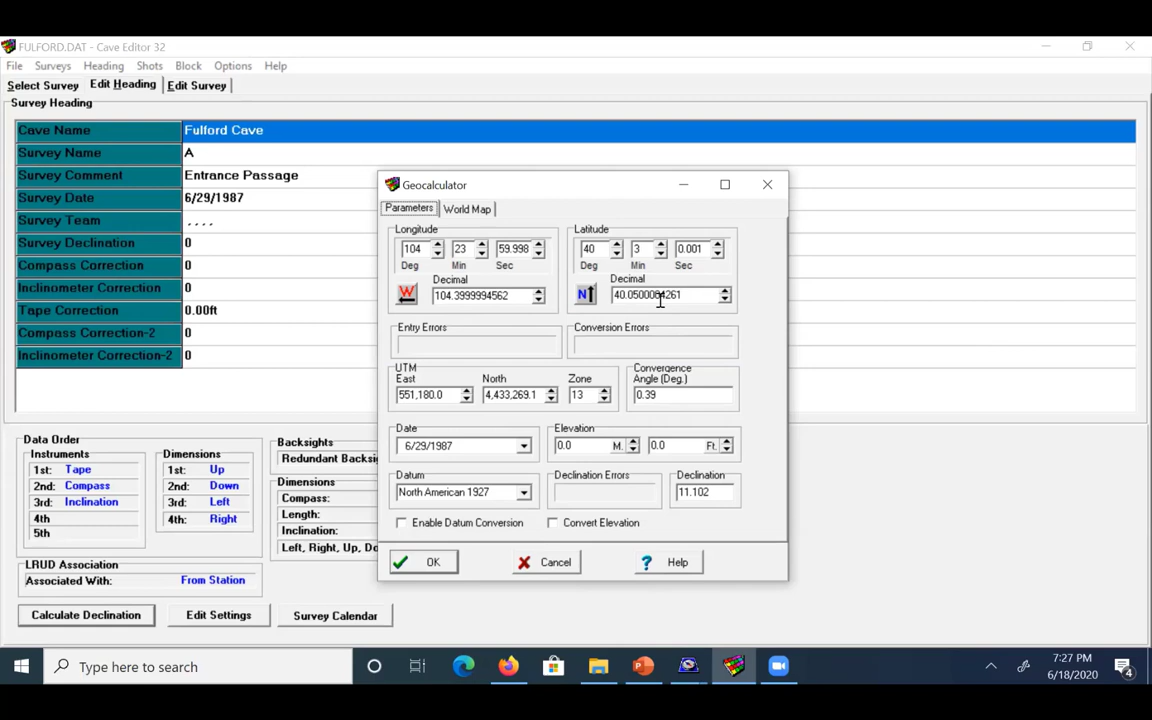 FULFORD.DAT - Cave Editor 32
File Surveys Heading Shots Block Options Help
Select Survey Edit Heading Edit Survey
Survey Heading
Cave Name Fulford Cave
Survey Name A
Survey Comment Entrance Passage
Survey Date 6/29/1987
Survey Team , , , ,
Survey Declination 0
Compass Correction 0
Inclinometer Correction 0
Tape Correction 0.00ft
Compass Correction-2 0
Inclinometer Correction-2 0
Data Order
Instruments
1st: Tape
2nd: Compass
3rd: Inclination
4th
5th
Dimensions
1st: Up
2nd: Down
3rd: Left
4th: Right
LRUD Association
Associated With: From Station
Backsights
Redundant Backsi
Dimensions
Compass:
Length:
Inclination:
Left, Right, Up, Do
Calculate Declination Edit Settings Survey Calendar
Geocalculator
Parameters World Map
Longitude
104 23 59.998
Deg Min Sec
Decimal
W 104.3999994562
Latitude
40 3 0.001
Deg Min Sec
Decimal
N
Entry Errors Conversion Errors
UTM
East North Zone
551,180.0 4,433,269.1 13
Convergence
Angle (Deg.)
0.39
Date
6/29/1987
Elevation
0.0 M. 0.0 Ft.
Datum
North American 1927
Declination Errors
Declination
11.102
Enable Datum Conversion Convert Elevation
OK Cancel Help
Type here to search
7:27 PM
6/18/2020
4